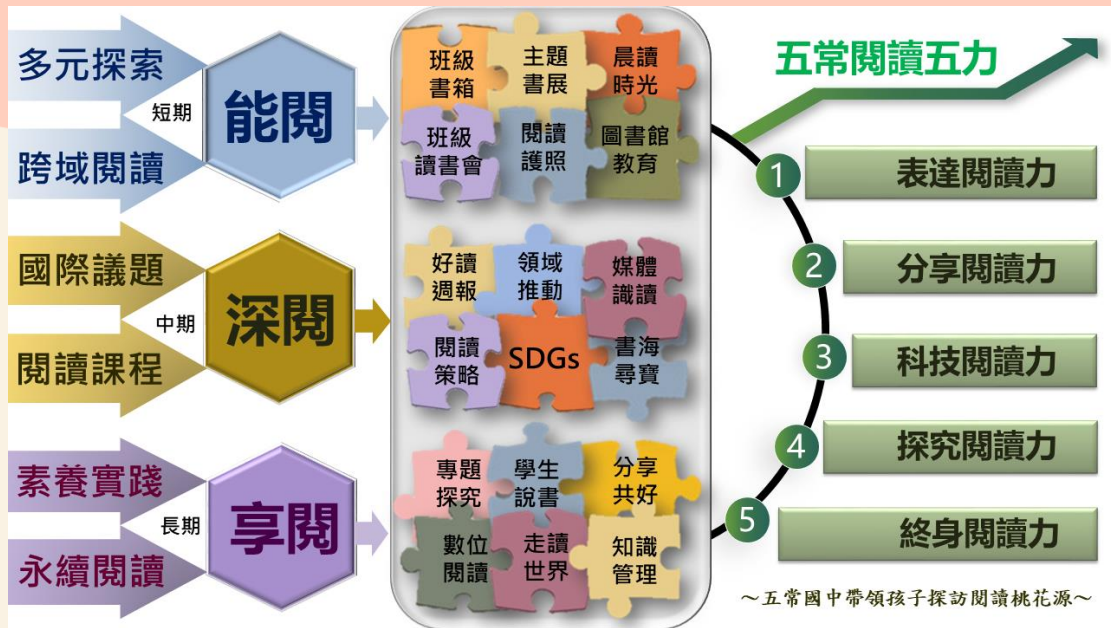 多元探索
短期
跨域閱讀
能閱
班級
書箱
主題
書展
晨讀
時光
班級
讀書會
閱讀
護照
圖書館
教育
國際議題
中期
閱讀課程
深閱
好讀
週報
領域
推動
媒體
識讀
閱讀
策略
SDGs
書海
尋寶
素養實踐
長期
永續閱讀
享閱
專題
探究
學生
說書
分享
共好
數位
閱讀
走讀
世界
知識
管理
五常閱讀五力
1 表達閱讀力
2 分享閱讀力
3 科技閱讀力
4 探究閱讀力
5 終身閱讀力
～五常國中帶領孩子探訪閱讀桃花源～